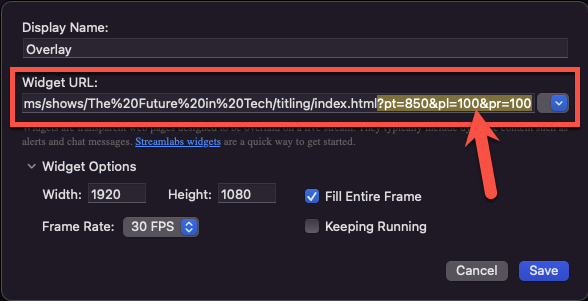 Display Name:
Overlay
Widget URL:
ms/shows/The%20Future%20in%20Tech/titling/index.html?pt=850&pl=100&pr=100
Widgets are transparent web pages designed to be overlaid on a live stream. They typically include content such as
alerts and chat messages. Streamlabs widgets are a quick way to get started.
Widget Options
Width: 1920 Height: 1080 Fill Entire Frame
Frame Rate: 30 FPS Keeping Running
Cancel Save